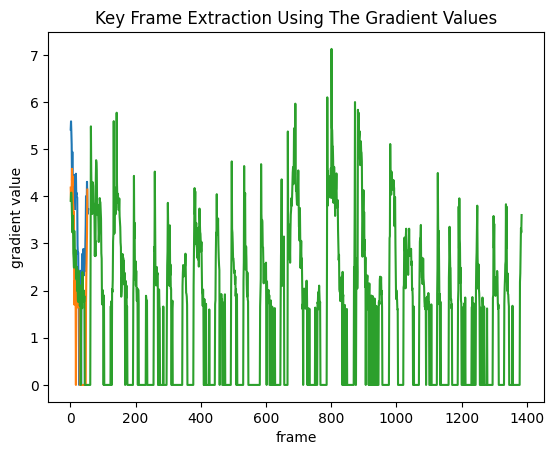 Key Frame Extraction Using The Gradient Values
gradient value
7
6
5
4
3
2
1
0
0 200 400 600 800 1000 1200 1400
frame